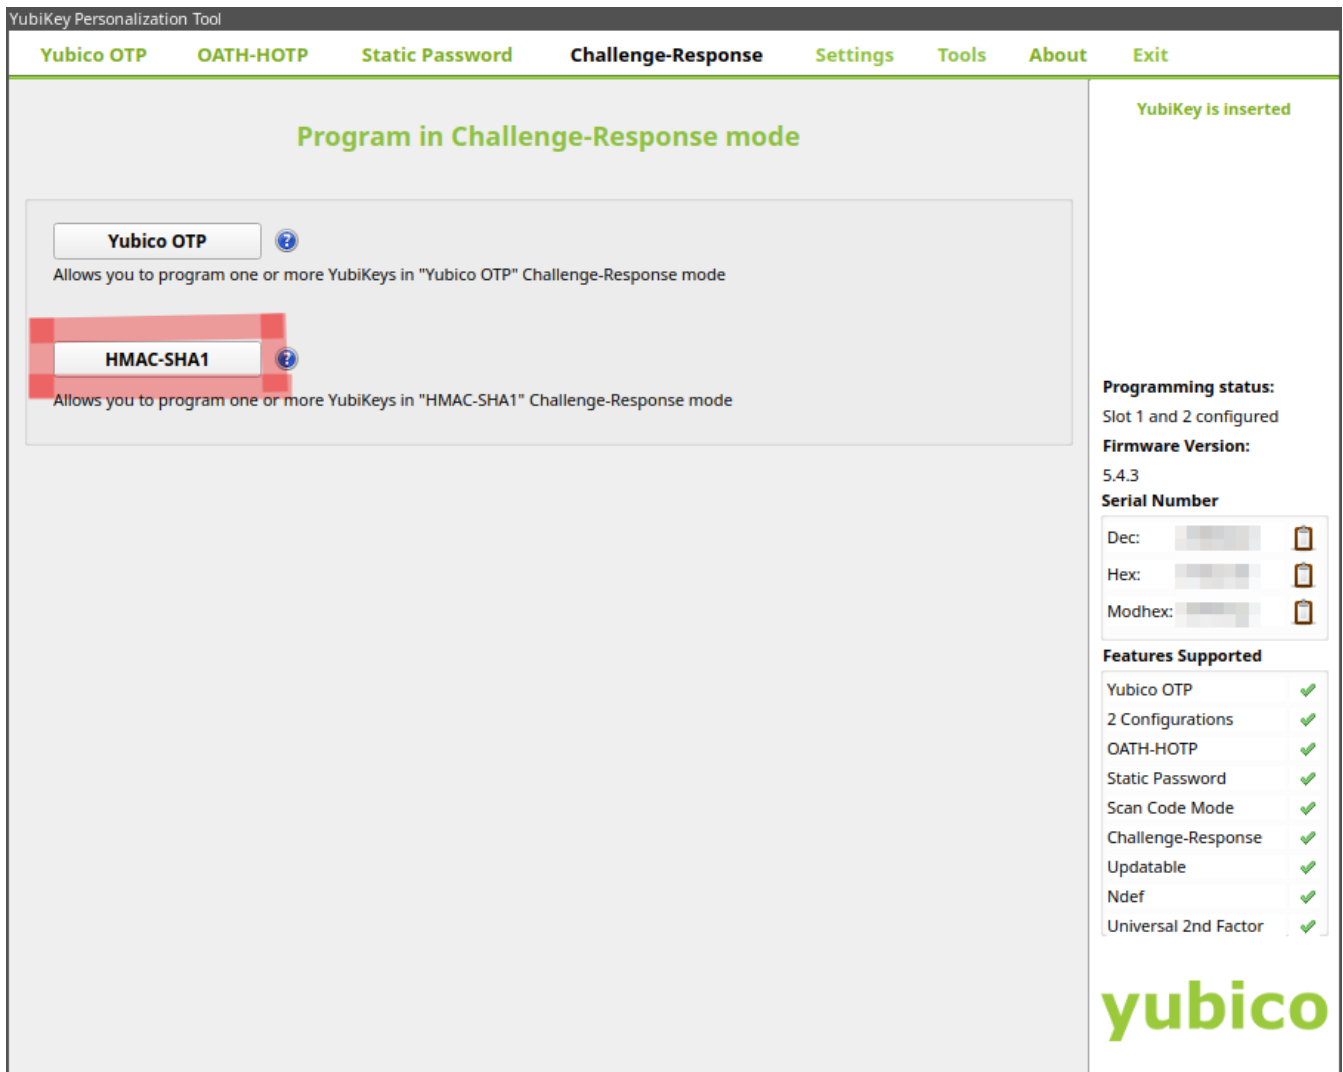 YubiKey Personalization Tool
Yubico OTP OATH-HOTP Static Password Challenge-Response Settings Tools About Exit
Program in Challenge-Response mode
Yubico OTP ?
Allows you to program one or more YubiKeys in "Yubico OTP" Challenge-Response mode
HMAC-SHA1 ?
Allows you to program one or more YubiKeys in "HMAC-SHA1" Challenge-Response mode
YubiKey is inserted
Programming status:
Slot 1 and 2 configured
Firmware Version:
5.4.3
Serial Number
Dec:
Hex:
Modhex:
Features Supported
Yubico OTP
2 Configurations
OATH-HOTP
Static Password
Scan Code Mode
Challenge-Response
Updatable
Ndef
Universal 2nd Factor
yubico